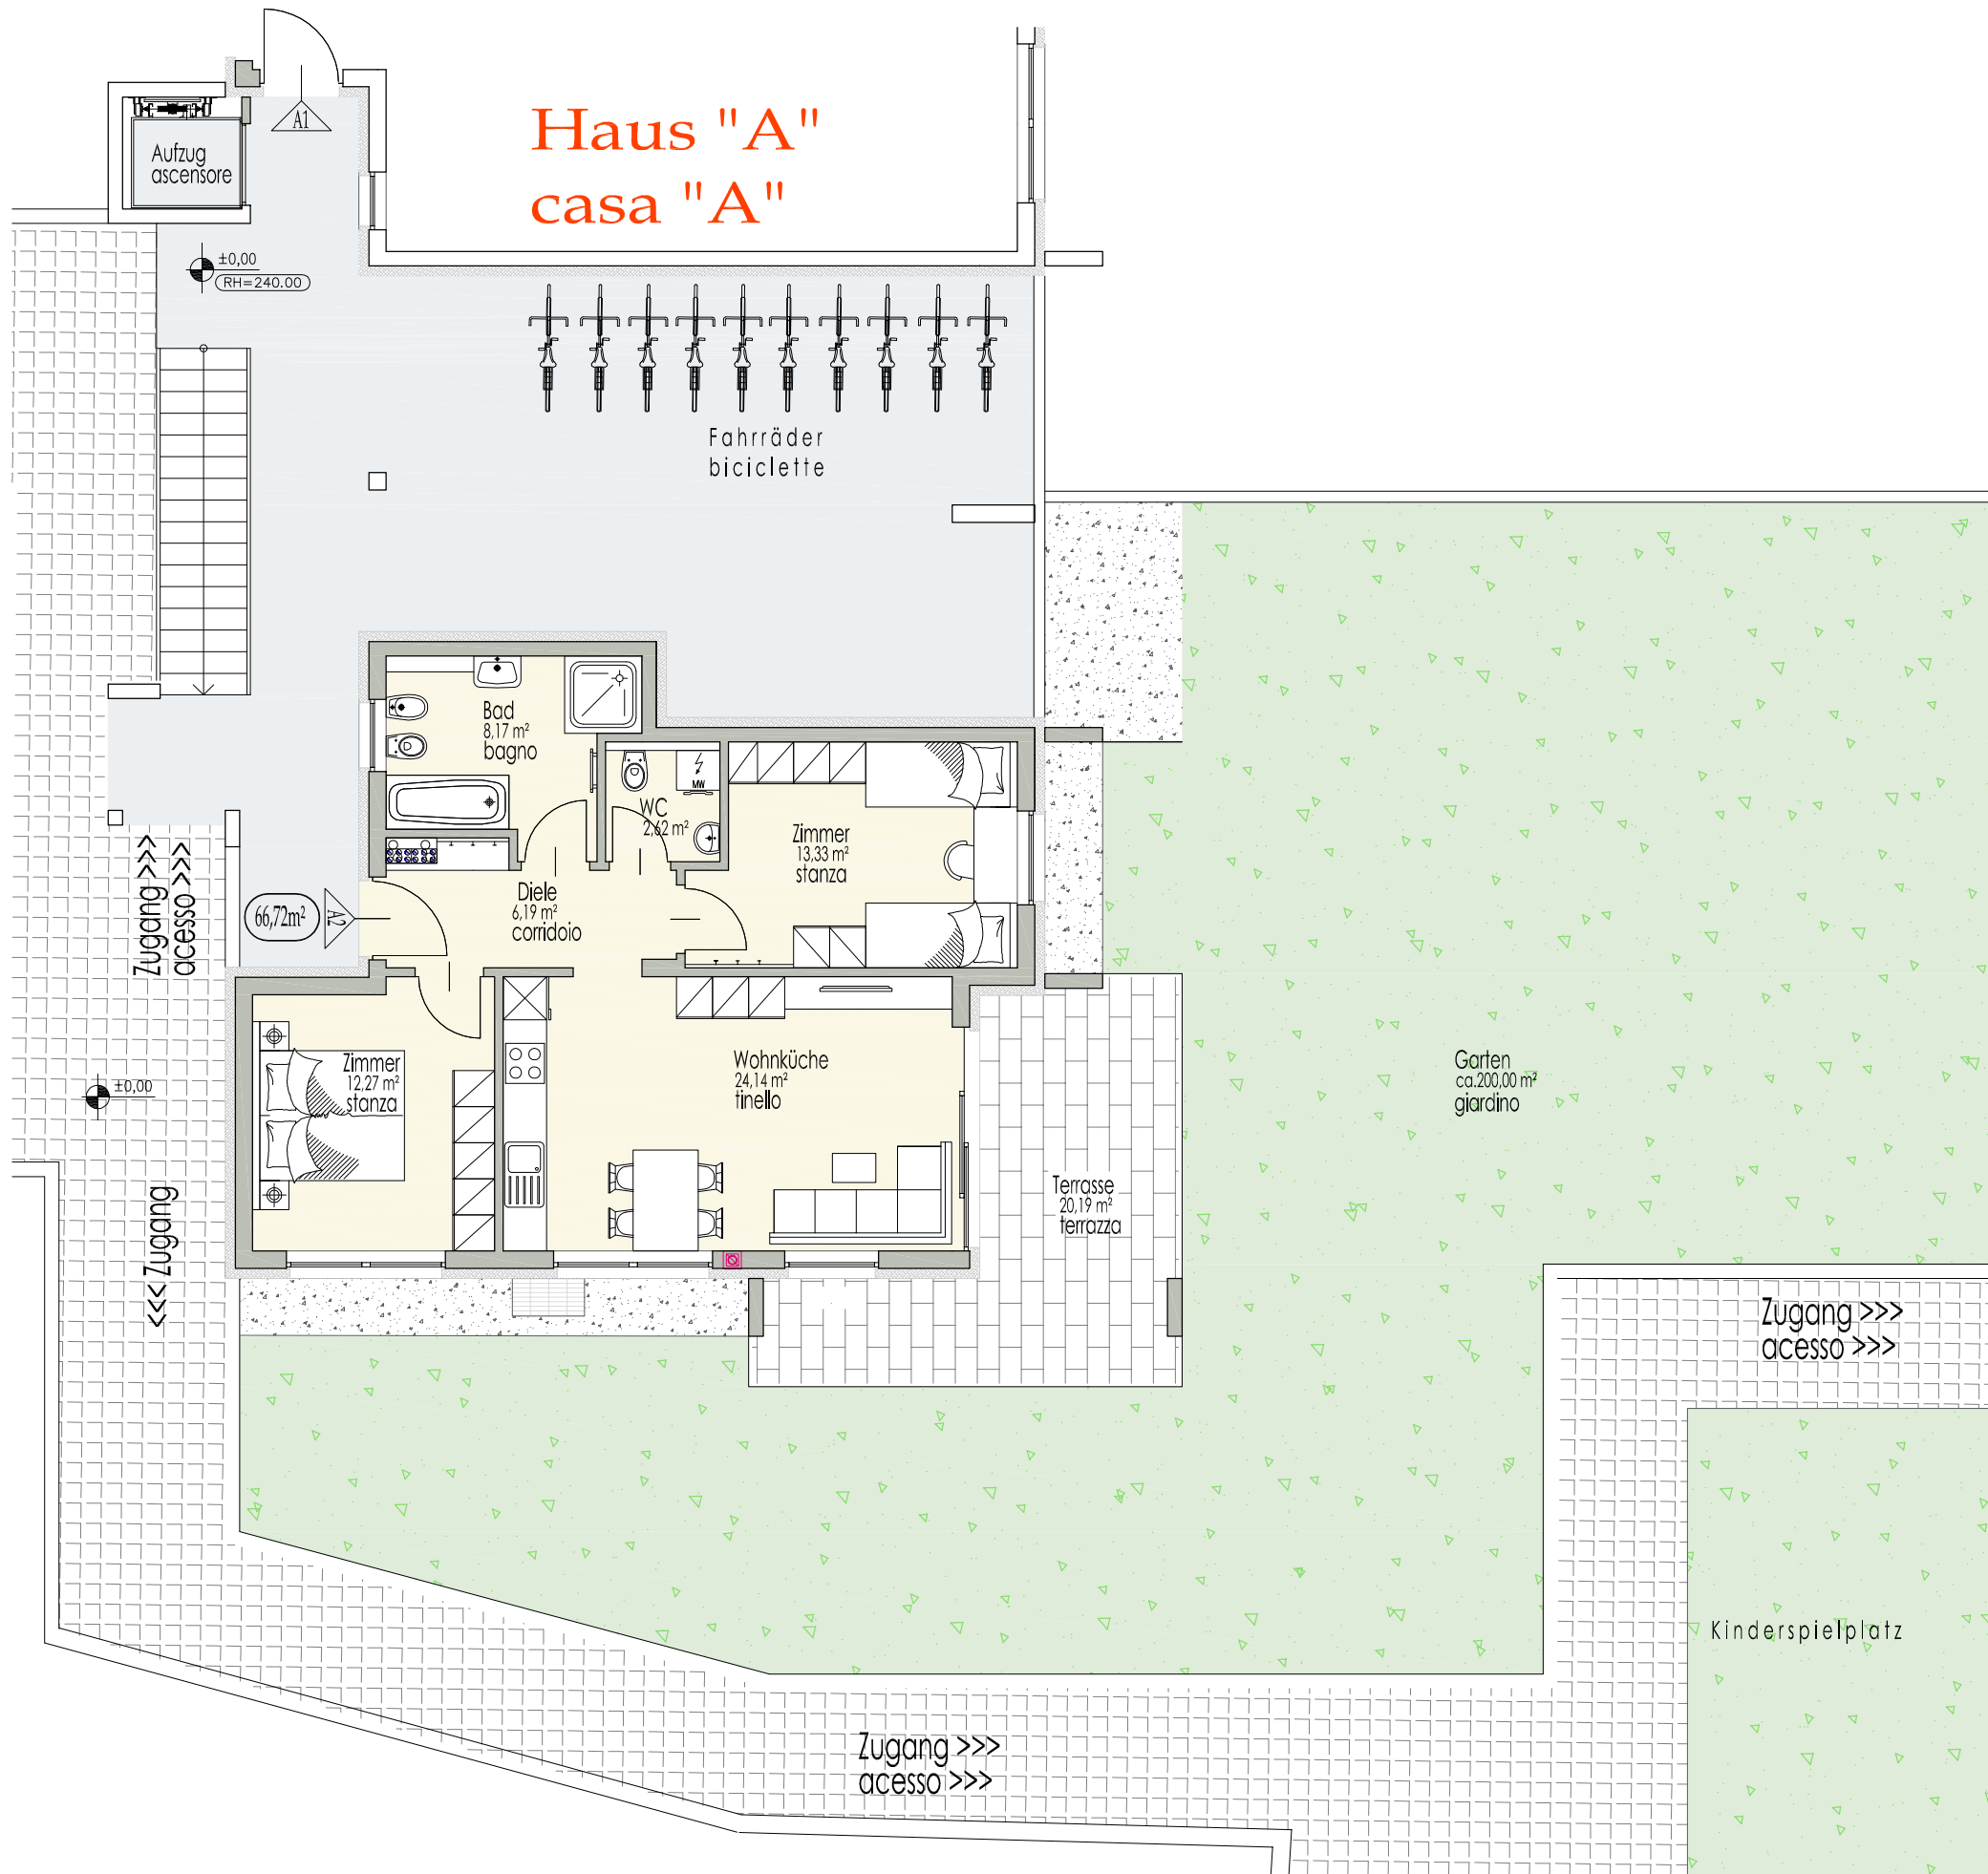 Haus "A"
casa "A"
A1
Aufzug
ascensore
±0,00
RH=240.00
Fahrräder
biciclette
Bad
8,17 m²
bagno
MW
WC
2,62 m²
Zimmer
13,33 m²
stanza
Diele
6,19 m²
corridoio
66,72m²
A2
Zugang >>>
acesso >>>
Zimmer
12,27 m²
stanza
Wohnküche
24,14 m²
tinello
±0,00
<<< Zugang
Terrasse
20,19 m²
terrazza
Garten
ca.200,00 m²
giardino
Zugang >>>
acesso >>>
Kinderspielplatz
Zugang >>>
acesso >>>